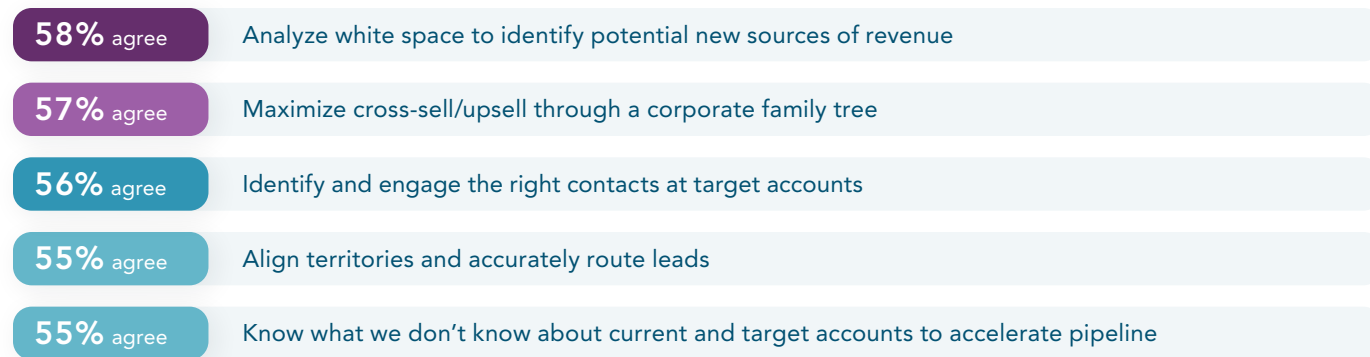 58% agree Analyze white space to identify potential new sources of revenue
57% agree Maximize cross-sell/upsell through a corporate family tree
56% agree Identify and engage the right contacts at target accounts
55% agree Align territories and accurately route leads
55% agree Know what we don’t know about current and target accounts to accelerate pipeline